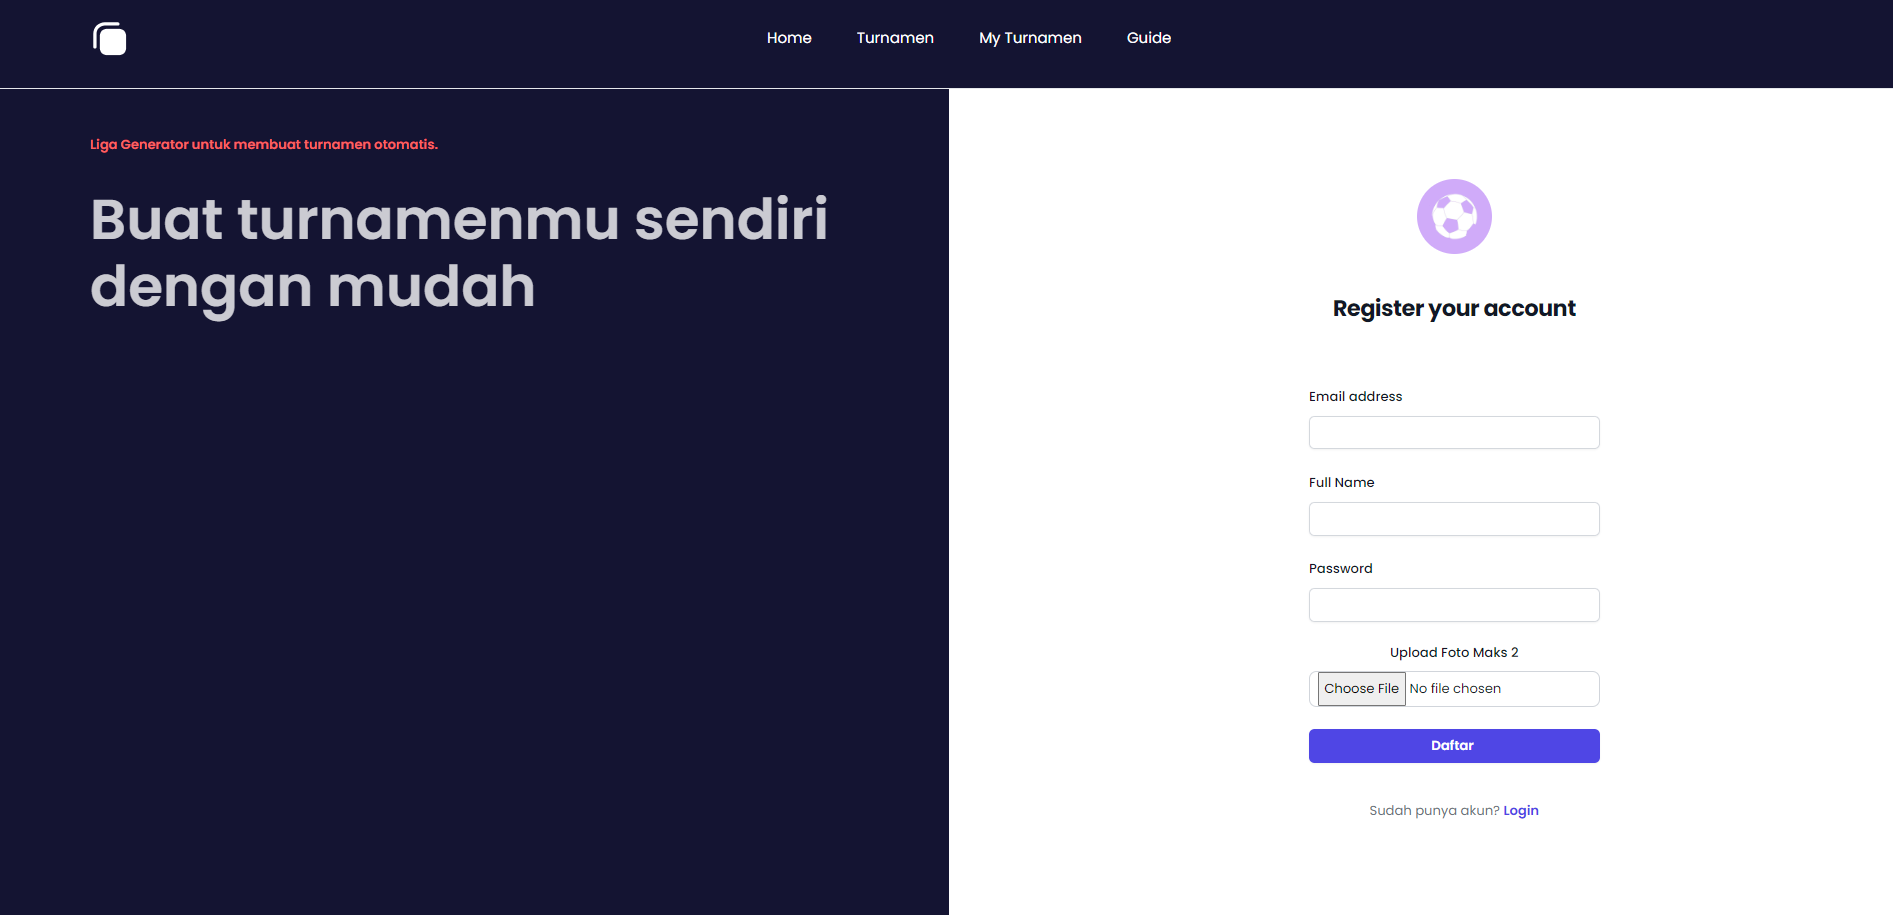 Home
Turnamen
My Turnamen
Guide
Liga Generator untuk membuat turnamen otomatis.
Buat turnamenmu sendiri
dengan mudah
Register your account
Email address
Full Name
Password
Upload Foto Maks 2
Choose File No file chosen
Daftar
Sudah punya akun? Login